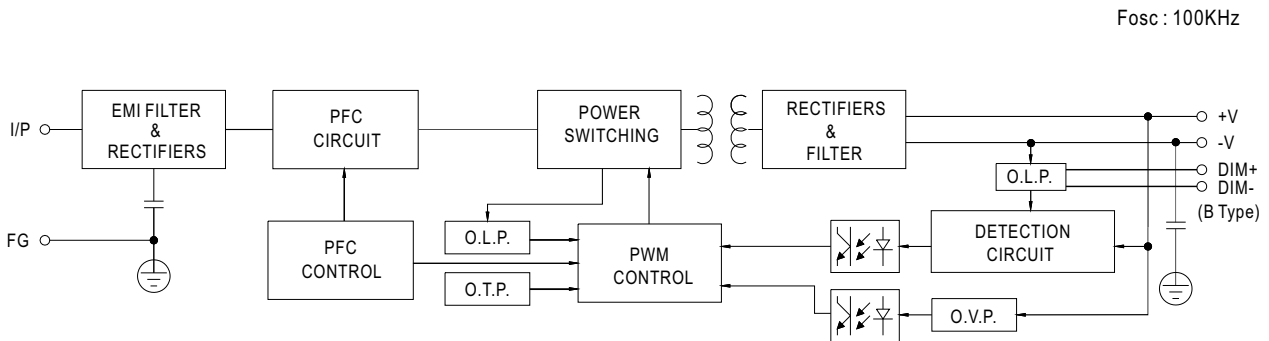 Fosc : 100KHz
I/P
EMI FILTER
&
RECTIFIERS
PFC
CIRCUIT
POWER
SWITCHING
RECTIFIERS
&
FILTER
+V
-V
DIM+
DIM-
(B Type)
O.L.P.
FG
PFC
CONTROL
O.L.P.
O.T.P.
PWM
CONTROL
DETECTION
CIRCUIT
O.V.P.